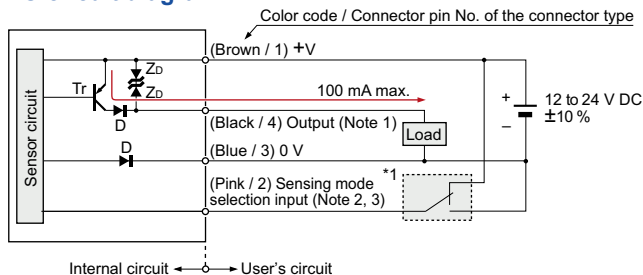 Color code / Connector pin No. of the connector type
(Brown / 1) +V
Tr
ZD
ZD
100 mA max.
D
(Black / 4) Output (Note 1)
Load
+
–
12 to 24 V DC
±10 %
Sensor circuit
D
(Blue / 3) 0 V
(Pink / 2) Sensing mode
selection input (Note 2, 3)
*1
Internal circuit
User's circuit